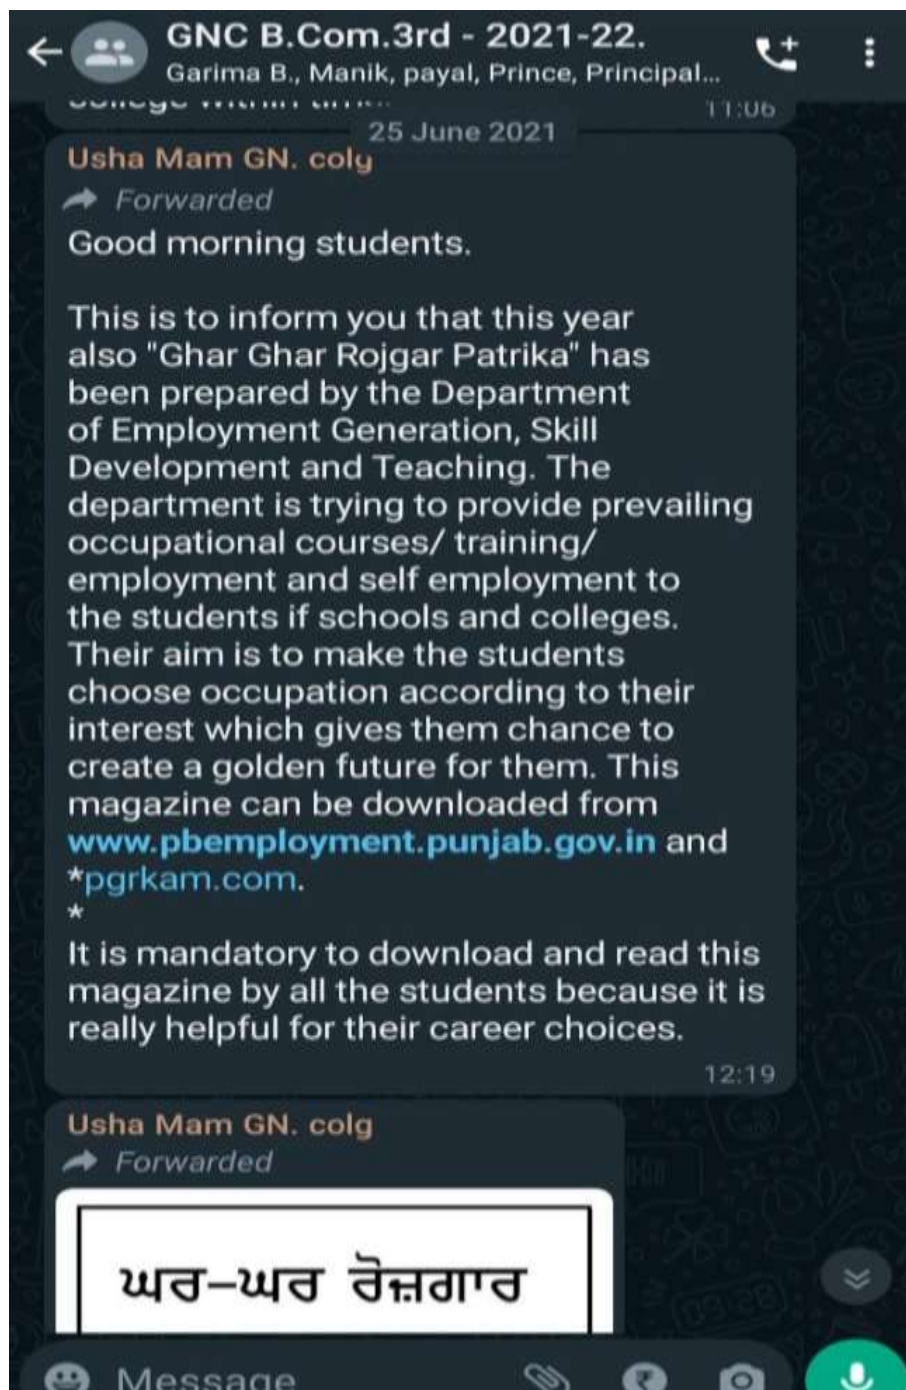 GNC B.Com.3rd - 2021-22.
Garima B., Manik, payal, Prince, Principal...
11:06
25 June 2021
Usha Mam GN. colg
Forwarded
Good morning students.
This is to inform you that this year
also "Ghar Ghar Rojgar Patrika" has
been prepared by the Department
of Employment Generation, Skill
Development and Teaching. The
department is trying to provide prevailing
occupational courses/ training/
employment and self employment to
the students if schools and colleges.
Their aim is to make the students
choose occupation according to their
interest which gives them chance to
create a golden future for them. This
magazine can be downloaded from
www.pbemployment.punjab.gov.in and
*pgrkam.com.
*
It is mandatory to download and read this
magazine by all the students because it is
really helpful for their career choices.
12:19
Usha Mam GN. colg
Forwarded
ਘਰ-ਘਰ ਰੋਜ਼ਗਾਰ
Message